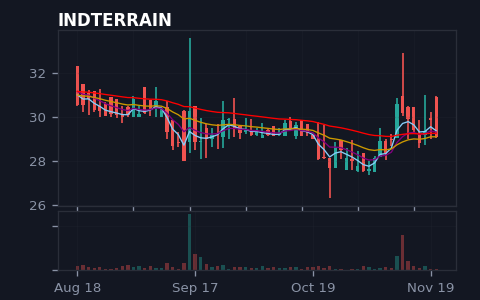 INDTERRAIN
32
30
28
26
Aug 18
Sep 17
Oct 19
Nov 19